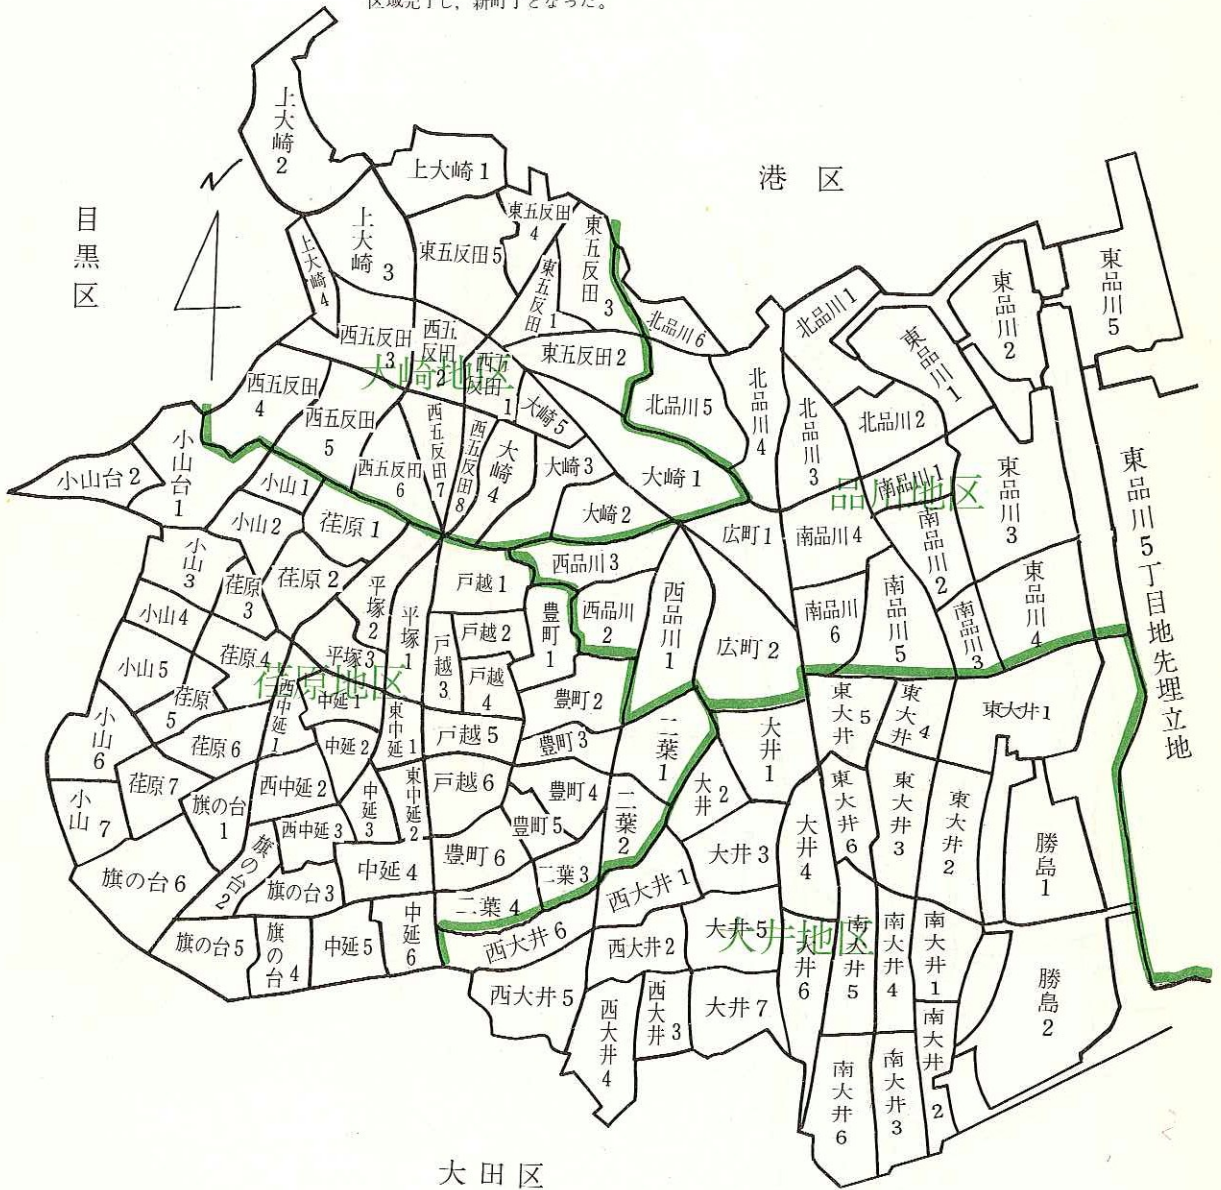 区域完了し，新町丁となった。
上大崎2
上大崎1
港区
目黒区
上大崎3
上大崎4
東五反田5
東五反田4
東五反田3
東五反田1
東五反田2
北品川6
北品川1
東品川1
東品川2
東品川5
西五反田3
西五反田2
西五反田1
大崎地区
西五反田4
西五反田5
西五反田6
西五反田7
西五反田8
大崎5
大崎4
大崎3
大崎1
大崎2
北品川5
北品川4
北品川3
北品川2
南品川1
品川地区
東品川3
東品川5丁目地先埋立地
小山台2
小山台1
小山1
小山2
荏原1
小山3
荏原3
荏原2
平塚2
平塚1
戸越1
西品川3
広町1
南品川4
南品川2
東品川4
小山4
荏原4
平塚3
戸越3
戸越2
戸越4
豊町1
西品川2
西品川1
広町2
南品川6
南品川5
南品川3
小山5
荏原5
荏原地区
西中延1
中延1
東中延1
豊町2
東大井5
東大井4
東大井1
小山6
荏原6
中延2
戸越5
豊町3
二葉1
大井1
小山7
荏原7
旗の台1
西中延2
中延3
東中延2
戸越6
豊町4
二葉2
大井2
東大井6
東大井3
東大井2
勝島1
西中延3
豊町5
旗の台6
旗の台2
旗の台3
中延4
豊町6
二葉3
大井3
大井4
二葉4
西大井1
旗の台5
旗の台4
中延5
中延6
西大井6
西大井2
大井5
大井地区
大井6
南大井5
南大井4
南大井1
西大井5
西大井4
西大井3
大井7
勝島2
南大井2
南大井6
南大井3
大田区